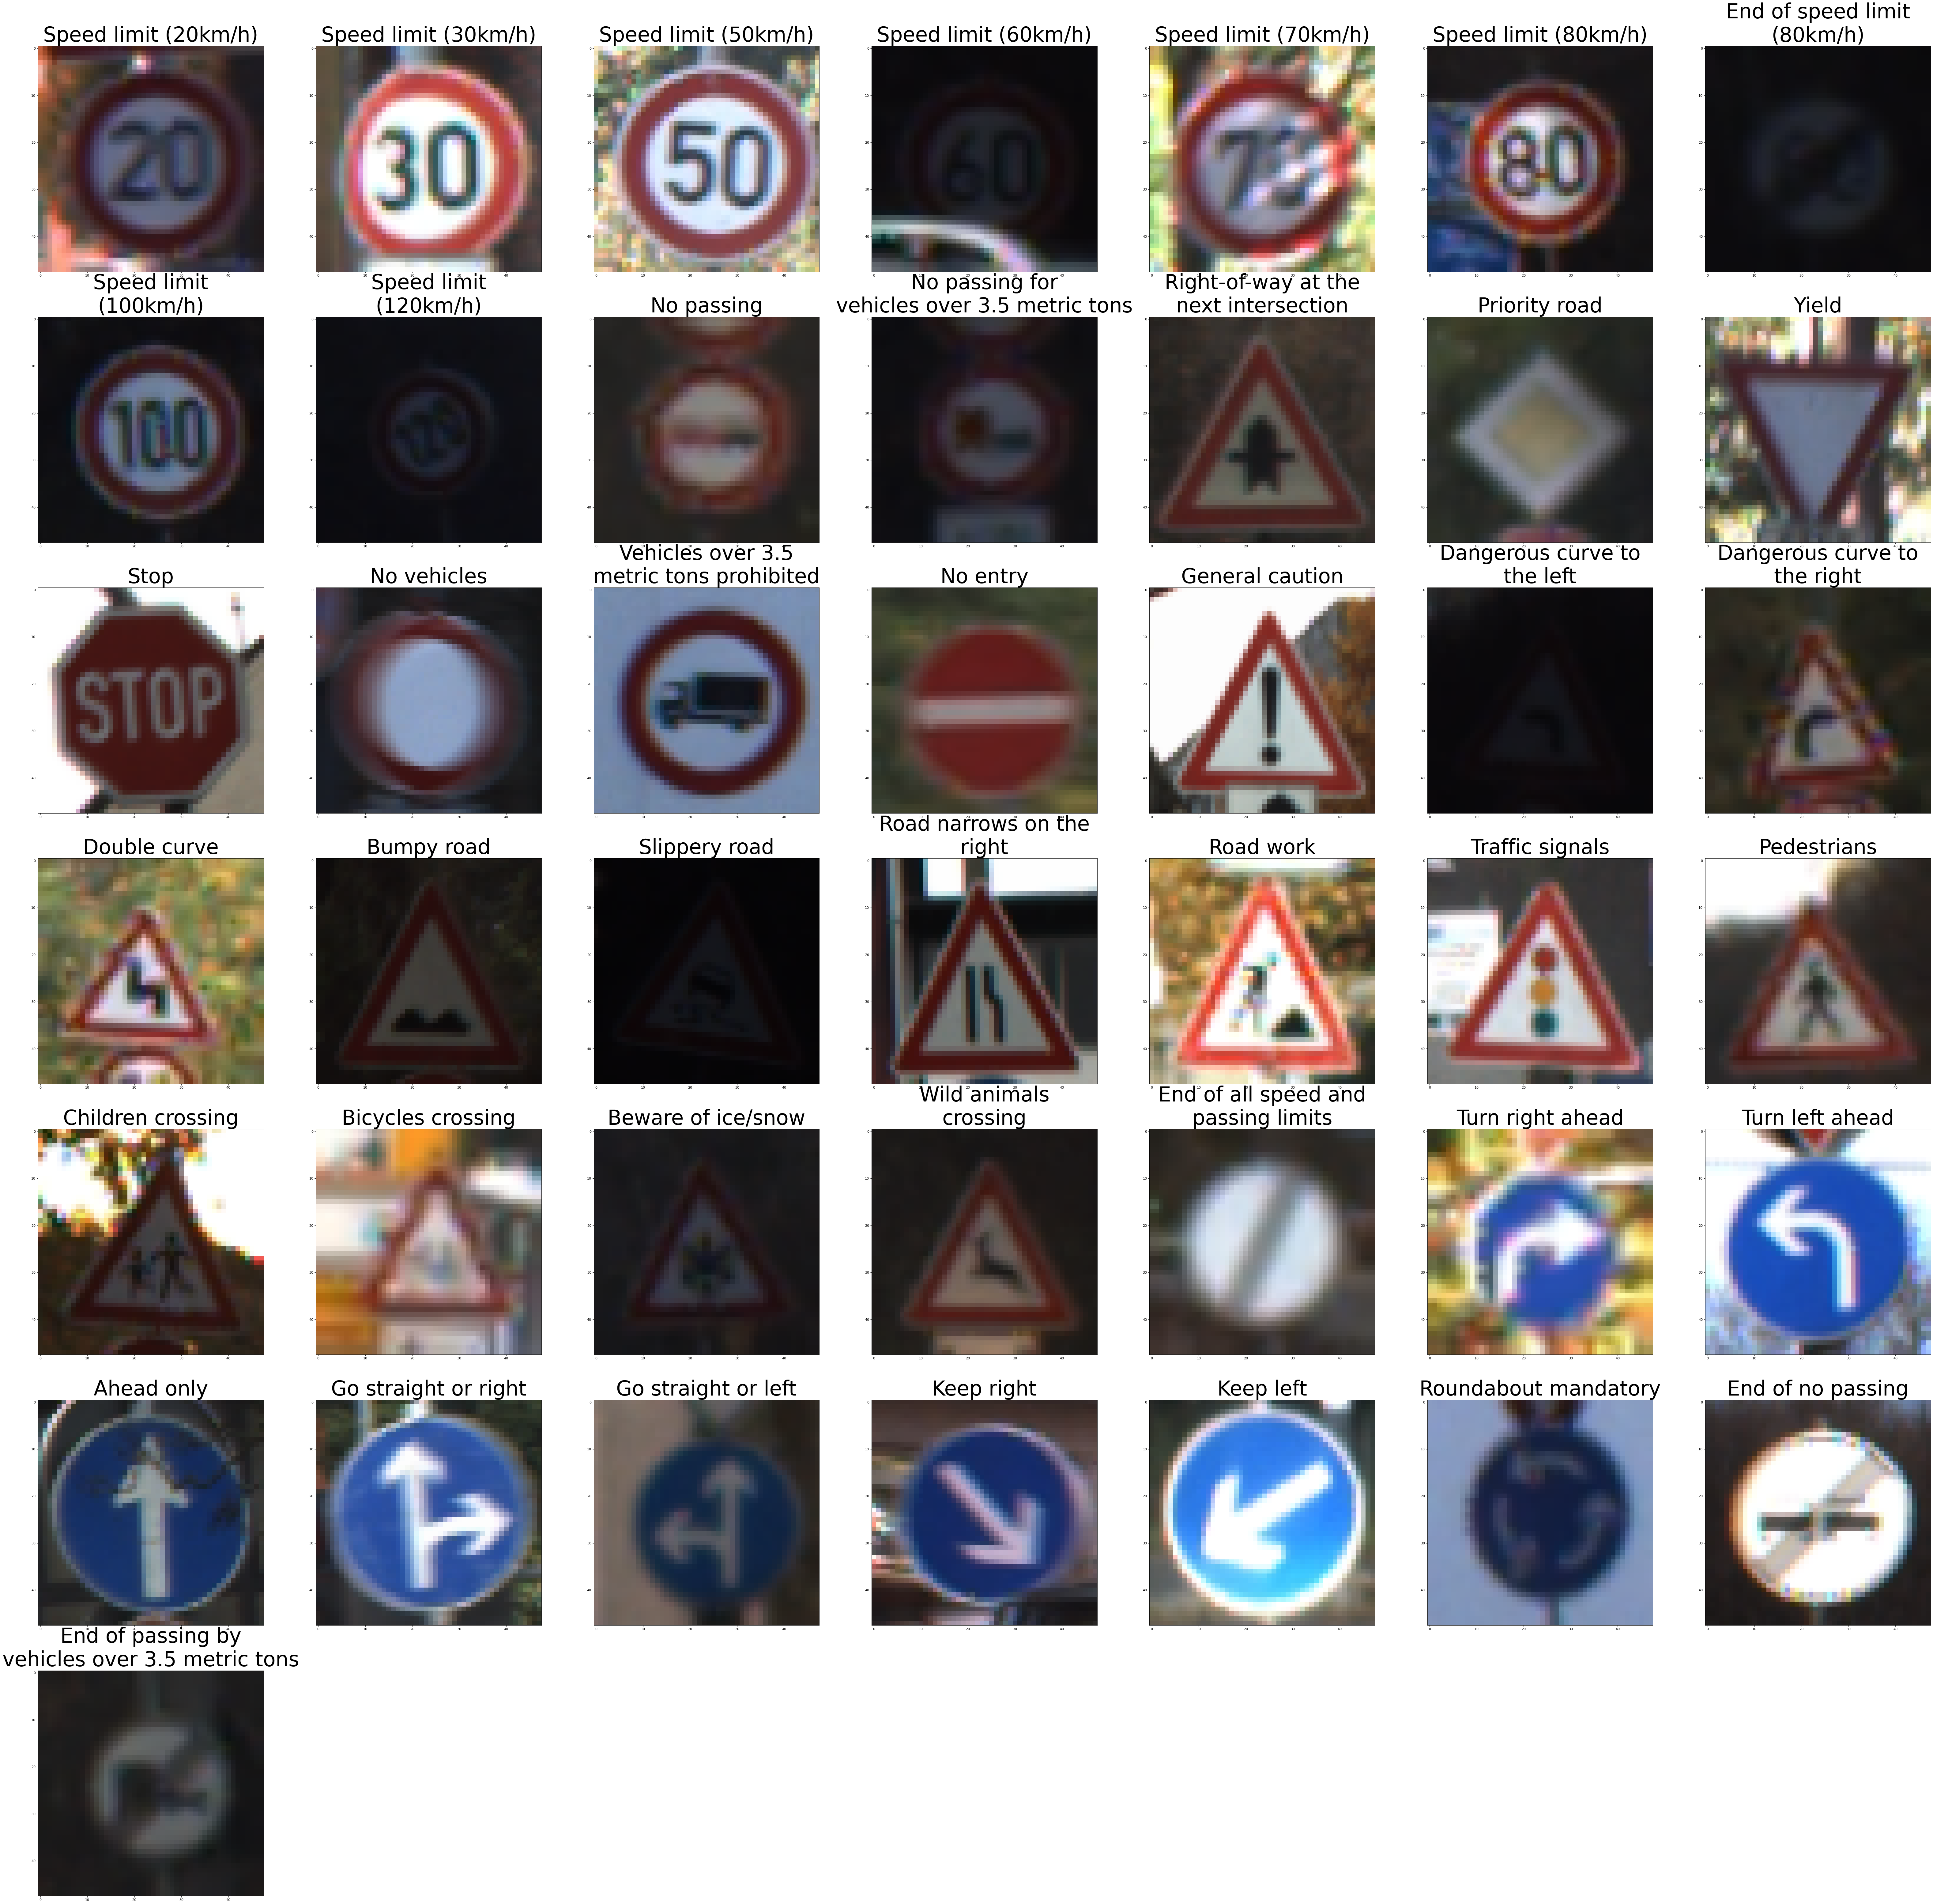 Speed limit (20km/h)
Speed limit (30km/h)
Speed limit (50km/h)
Speed limit (60km/h)
Speed limit (70km/h)
Speed limit (80km/h)
End of speed limit
(80km/h)
20
30
50
60
80
Speed limit
(100km/h)
Speed limit
(120km/h)
No passing
No passing for
vehicles over 3.5 metric tons
Right-of-way at the
next intersection
Priority road
Yield
100
120
Stop
No vehicles
Vehicles over 3.5
metric tons prohibited
No entry
General caution
Dangerous curve to
the left
Dangerous curve to
the right
STOP
Double curve
Bumpy road
Slippery road
Road narrows on the
right
Road work
Traffic signals
Pedestrians
Children crossing
Bicycles crossing
Beware of ice/snow
Wild animals
crossing
End of all speed and
passing limits
Turn right ahead
Turn left ahead
Ahead only
Go straight or right
Go straight or left
Keep right
Keep left
Roundabout mandatory
End of no passing
End of passing by
vehicles over 3.5 metric tons